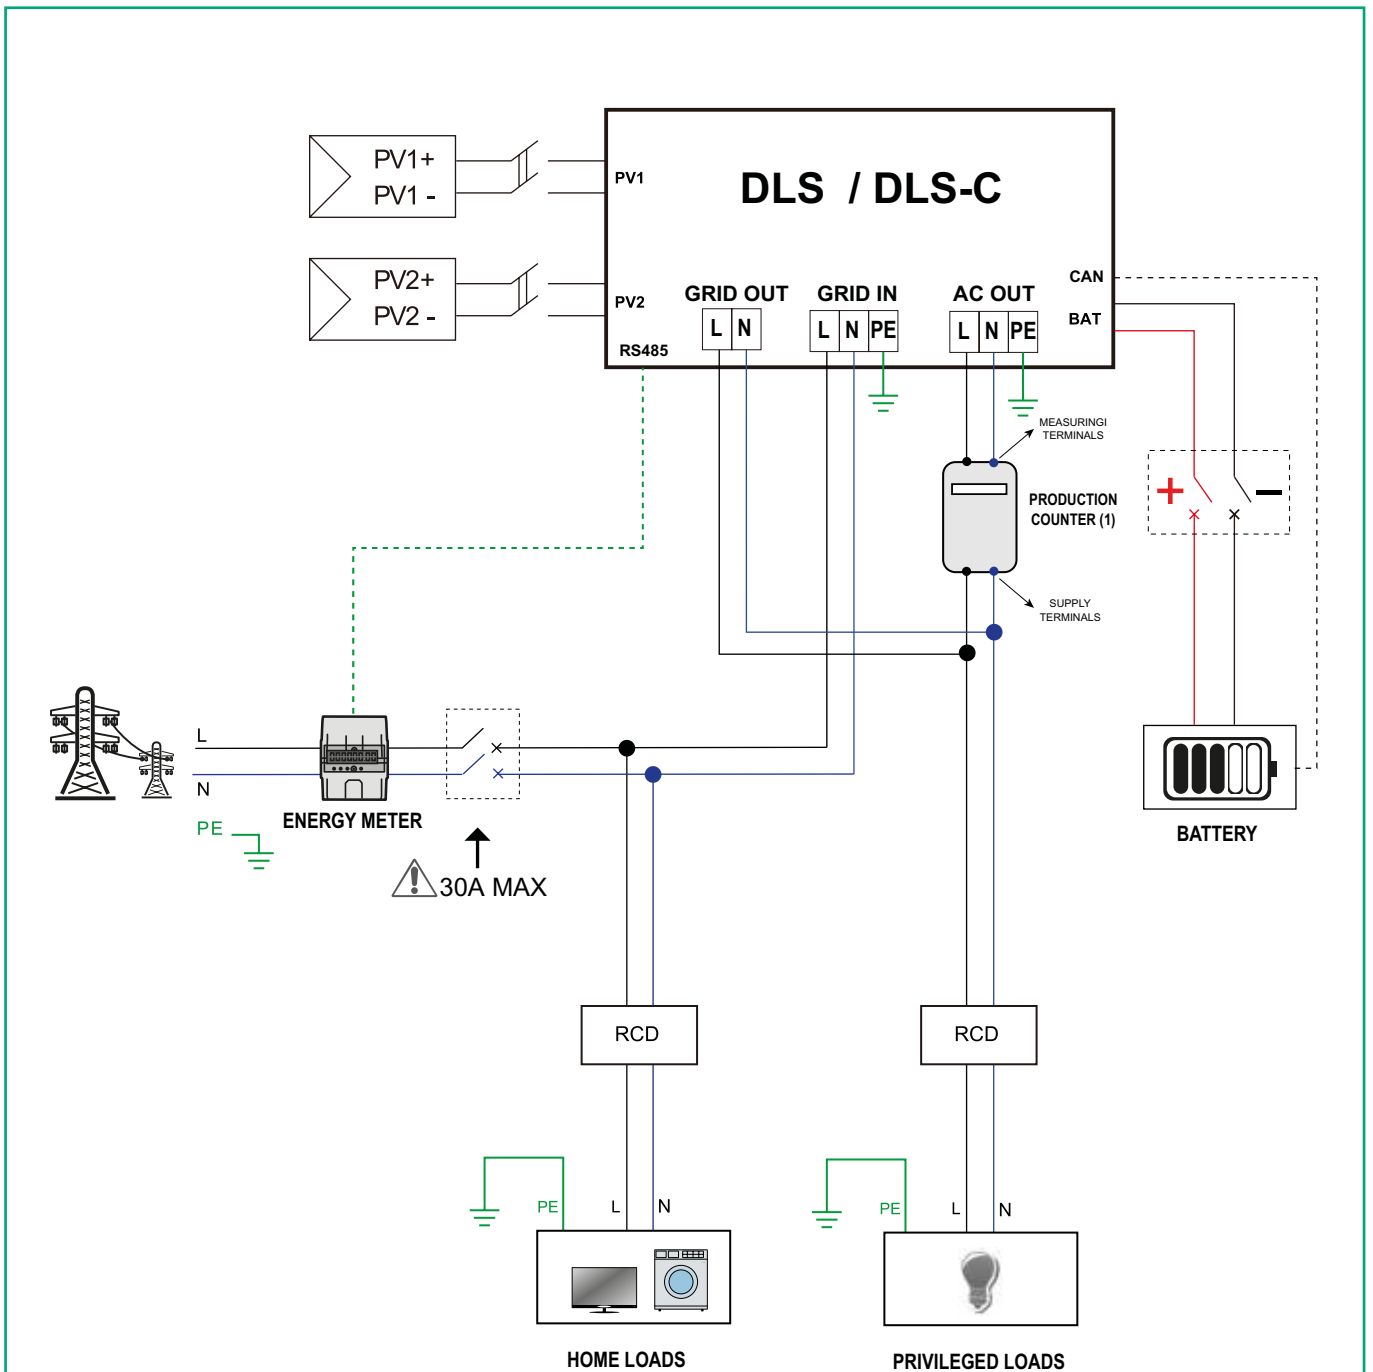 PV1+
PV1 -
PV1
DLS / DLS-C
PV2+
PV2 -
PV2
GRID OUT
GRID IN
AC OUT
CAN
BAT
L N
L N PE
L N PE
RS485
MEASURINGI
TERMINALS
PRODUCTION
COUNTER (1)
+
−
SUPPLY
TERMINALS
L
N
PE
ENERGY METER
30A MAX
BATTERY
RCD
RCD
PE
L
N
PE
L
N
HOME LOADS
PRIVILEGED LOADS